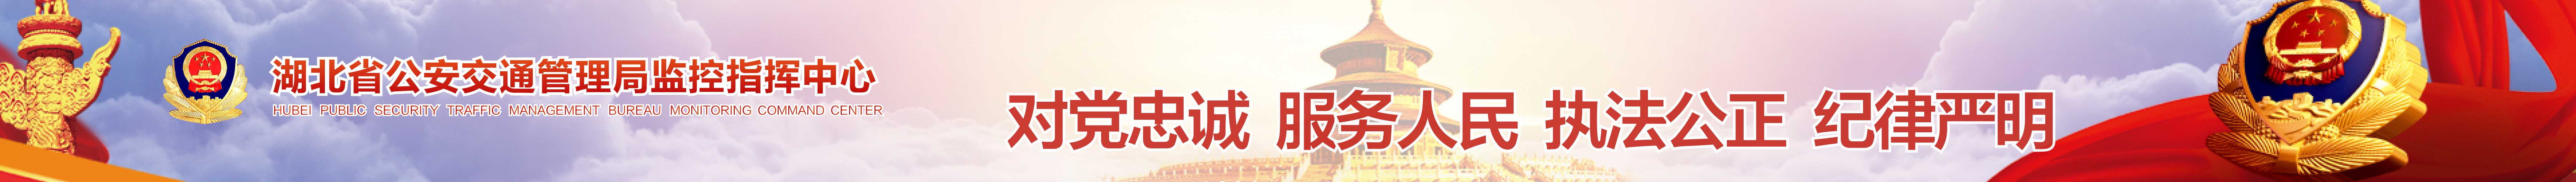 湖北省公安交通管理局监控指挥中心
HUBEI PUBLIC SECURITY TRAFFIC MANAGEMENT BUREAU MONITORING COMMAND CENTER
对党忠诚 服务人民 执法公正 纪律严明